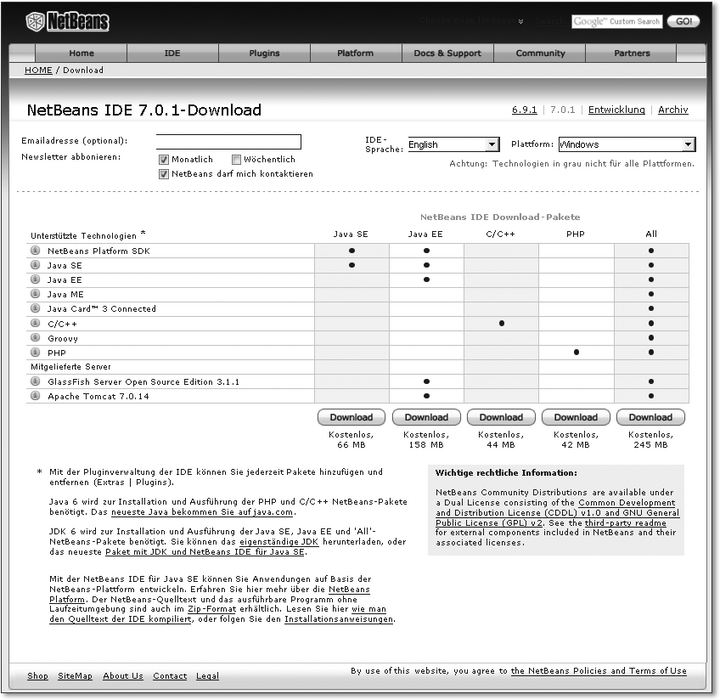 NetBeans
Google™ Custom Search GO!
Home IDE Plugins Platform Docs & Support Community Partners
HOME / Download
NetBeans IDE 7.0.1-Download
6.9.1 | 7.0.1 | Entwicklung | Archiv
Emailadresse (optional):
Newsletter abbonieren:
Monatlich Wöchentlich
NetBeans darf mich kontaktieren
IDE-
Sprache: English Plattform: Windows
Achtung: Technologien in grau nicht für alle Plattformen.
NetBeans IDE Download-Pakete
Unterstützte Technologien * Java SE Java EE C/C++ PHP All
NetBeans Platform SDK • • •
Java SE • • •
Java EE • •
Java ME •
Java Card™ 3 Connected •
C/C++ • •
Groovy •
PHP • •
Mitgelieferte Server
GlassFish Server Open Source Edition 3.1.1 • •
Apache Tomcat 7.0.14 • •
Download Download Download Download Download
Kostenlos, Kostenlos, Kostenlos, Kostenlos, Kostenlos,
66 MB 158 MB 44 MB 42 MB 245 MB
* Mit der Pluginverwaltung der IDE können Sie jederzeit Pakete hinzufügen und
entfernen (Extras | Plugins).
Java 6 wird zur Installation und Ausführung der PHP und C/C++ NetBeans-Pakete
benötigt. Das neueste Java bekommen Sie auf java.com.
JDK 6 wird zur Installation und Ausführung der Java SE, Java EE und 'All'-
NetBeans-Pakete benötigt. Sie können das eigenständige JDK herunterladen, oder
das neueste Paket mit JDK und NetBeans IDE für Java SE.
Mit der NetBeans IDE für Java SE können Sie Anwendungen auf Basis der
NetBeans-Plattform entwickeln. Erfahren Sie hier mehr über die NetBeans
Platform. Der NetBeans-Quelltext und das ausführbare Programm ohne
Laufzeitumgebung sind auch im Zip-Format erhältlich. Lesen Sie hier wie man
den Quelltext der IDE kompiliert, oder folgen Sie den Installationsanweisungen.
Wichtige rechtliche Information:
NetBeans Community Distributions are available under
a Dual License consisting of the Common Development
and Distribution License (CDDL) v1.0 and GNU General
Public License (GPL) v2. See the third-party readme
for external components included in NetBeans and their
associated licenses.
Shop SiteMap About Us Contact Legal
By use of this website, you agree to the NetBeans Policies and Terms of Use